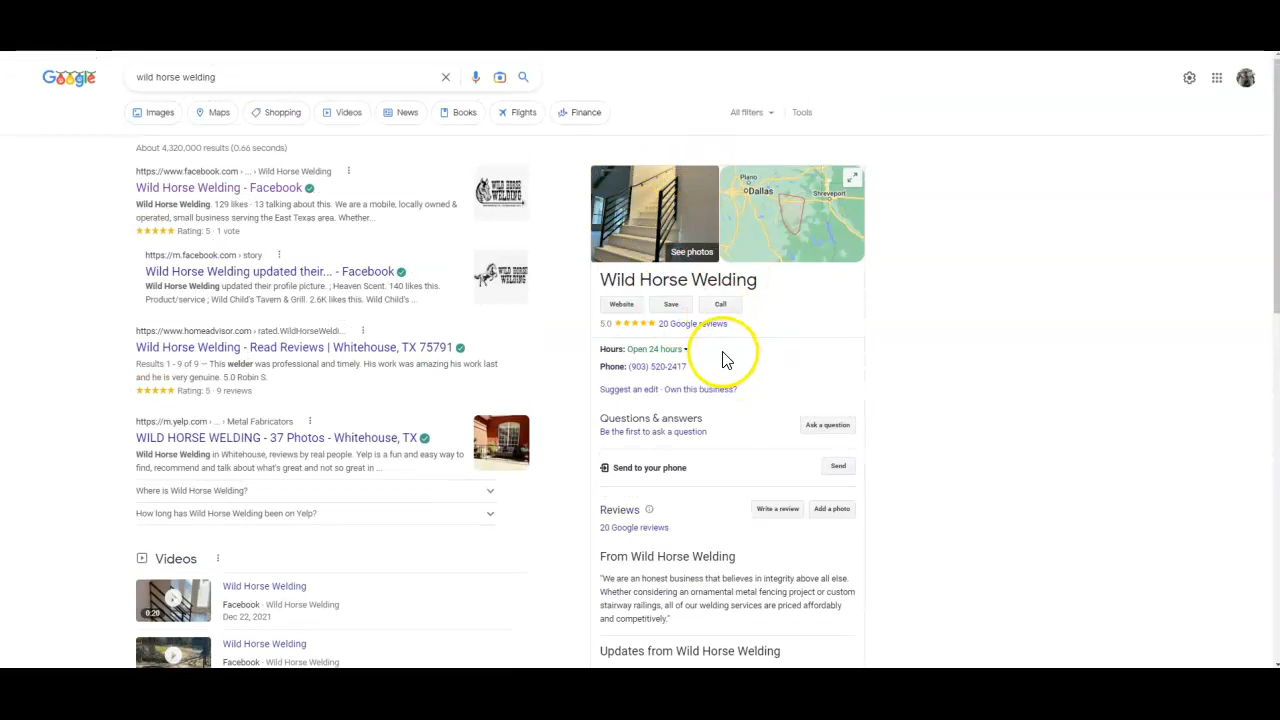 Google
wild horse welding
Images
Maps
Shopping
Videos
News
Books
Flights
Finance
All filters
Tools
About 4,320,000 results (0.66 seconds)
https://www.facebook.com › ... › Wild Horse Welding
Wild Horse Welding - Facebook
Wild Horse Welding. 129 likes · 13 talking about this. We are a mobile, locally owned &
operated, small business serving the East Texas area. Whether...
Rating: 5 · 1 vote
WILD HORSE
WELDING
https://m.facebook.com › story
Wild Horse Welding updated their... - Facebook
Wild Horse Welding updated their profile picture. ; Heaven Scent. 140 likes this.
Product/service ; Wild Child's Tavern & Grill. 2.6K likes this. Wild Child's ...
WILD HORSE
WELDING
https://www.homeadvisor.com › rated.WildHorseWeldi...
Wild Horse Welding - Read Reviews | Whitehouse, TX 75791
Results 1 - 9 of 9 — This welder was professional and timely. His work was amazing his work last
and he is very genuine. 5.0 Robin S.
Rating: 5 · 9 reviews
https://m.yelp.com › ... › Metal Fabricators
WILD HORSE WELDING - 37 Photos - Whitehouse, TX
Wild Horse Welding in Whitehouse, reviews by real people. Yelp is a fun and easy way to
find, recommend and talk about what's great and not so great in ...
Where is Wild Horse Welding?
How long has Wild Horse Welding been on Yelp?
Videos
Wild Horse Welding
Facebook · Wild Horse Welding
Dec 22, 2021
0:20
Wild Horse Welding
Facebook · Wild Horse Welding
See photos
Plano
Dallas
Shreveport
Wild Horse Welding
Website
Save
Call
5.0
20 Google reviews
Hours: Open 24 hours
Phone: (903) 520-2417
Suggest an edit · Own this business?
Questions & answers
Be the first to ask a question
Ask a question
Send to your phone
Send
Reviews
Write a review
Add a photo
20 Google reviews
From Wild Horse Welding
"We are an honest business that believes in integrity above all else.
Whether considering an ornamental metal fencing project or custom
stairway railings, all of our welding services are priced affordably
and competitively."
Updates from Wild Horse Welding